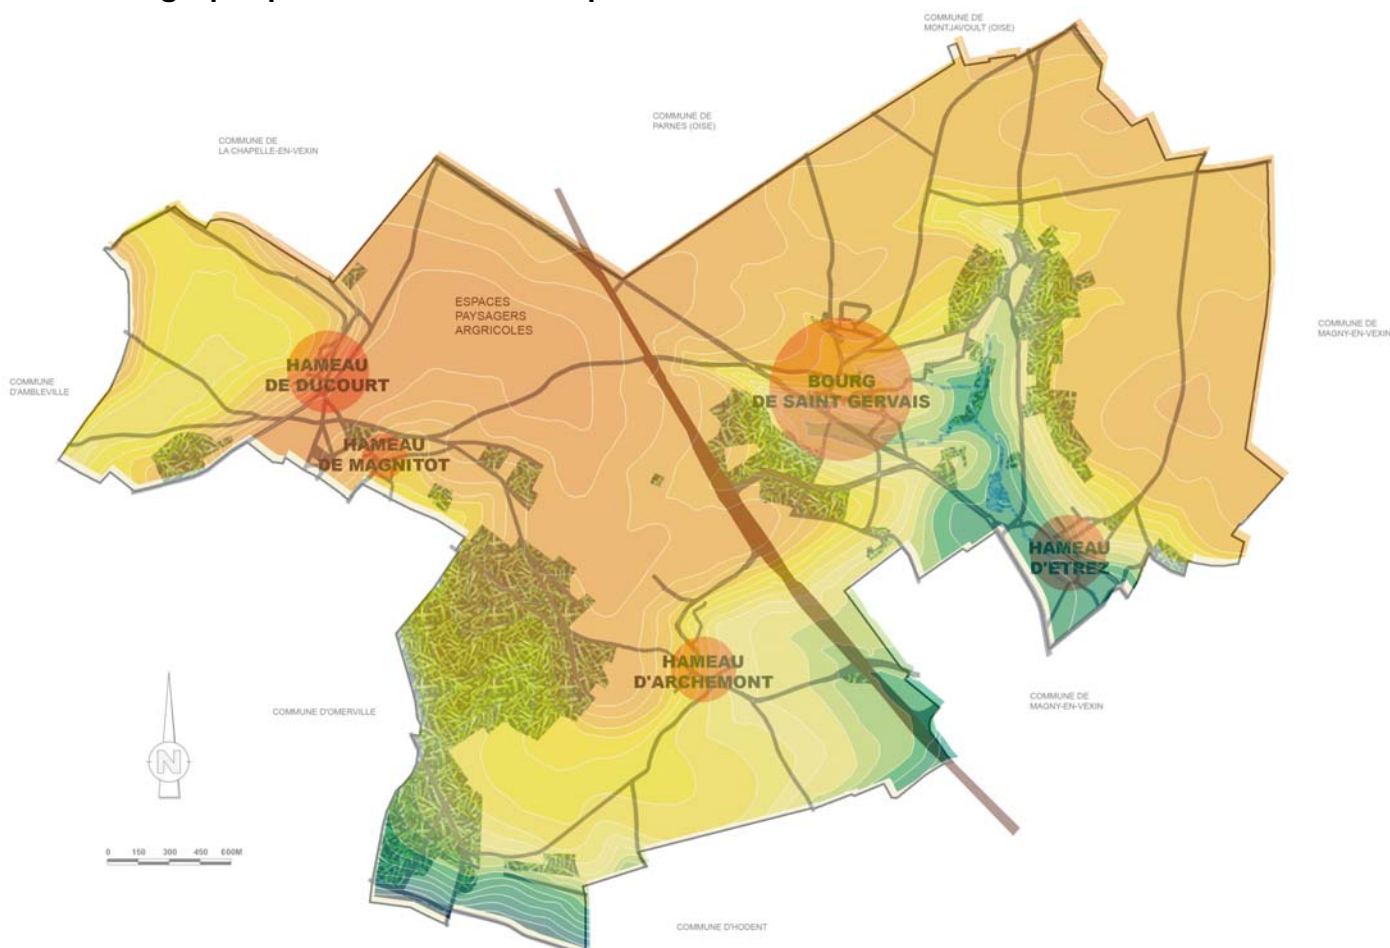 COMMUNE DE
MONTJAVOULT (OISE)
COMMUNE DE
PARNES (OISE)
COMMUNE DE
LA CHAPELLE-EN-VEXIN
ESPACES
PAYSAGERS
ARGRICOLES
COMMUNE DE
MAGNY-EN-VEXIN
HAMEAU
DE DUCOURT
BOURG
DE SAINT GERVAIS
COMMUNE
D'AMBLEVILLE
HAMEAU
DE MAGNITOT
HAMEAU
D'ETREZ
HAMEAU
D'ARCHEMONT
COMMUNE DE
MAGNY-EN-VEXIN
COMMUNE D'OMERVILLE
N
0 150 300 450 600M
COMMUNE D'HODENT